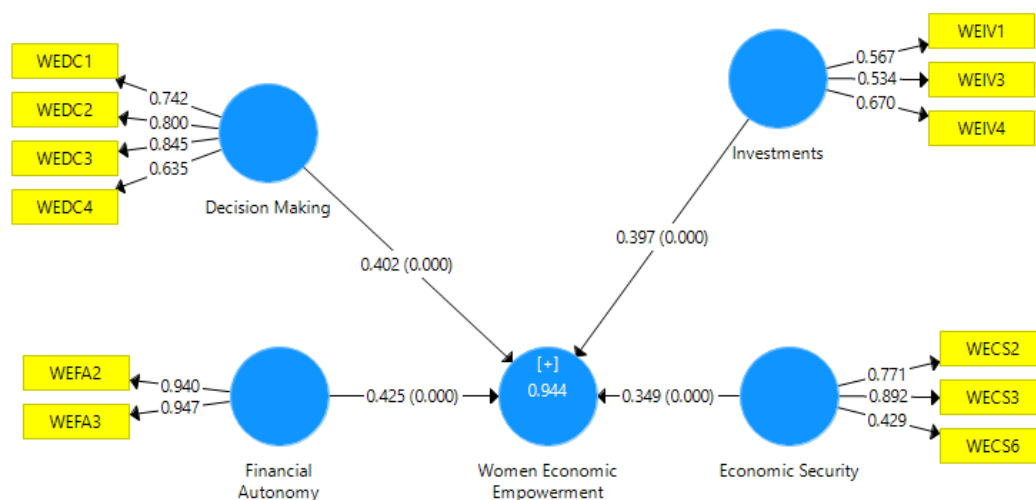 WEDC1
WEDC2
WEDC3
WEDC4
0.742
0.800
0.845
0.635
Decision Making
WEIV1
WEIV3
WEIV4
0.567
0.534
0.670
Investments
0.402 (0.000)
0.397 (0.000)
WEFA2
WEFA3
0.940
0.947
Financial
Autonomy
0.425 (0.000)
[+]
0.944
Women Economic
Empowerment
0.349 (0.000)
Economic Security
0.771
0.892
0.429
WECS2
WECS3
WECS6